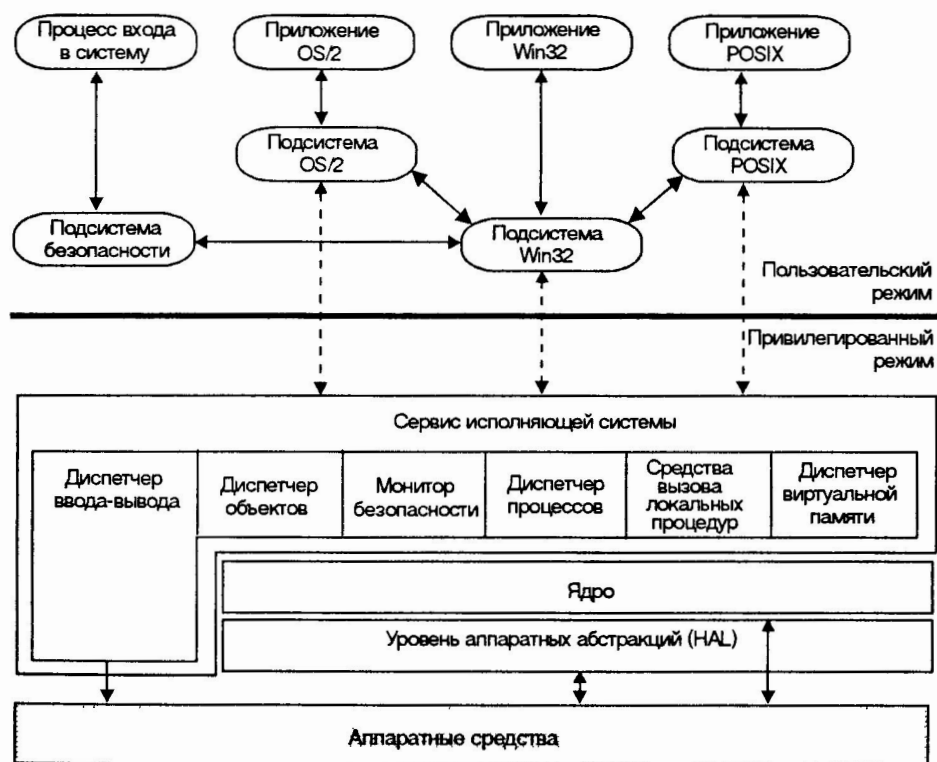 Процесс входа
в систему
Приложение
OS/2
Приложение
Win32
Приложение
POSIX
Подсистема
OS/2
Подсистема
POSIX
Подсистема
безопасности
Подсистема
Win32
Пользовательский
режим
Привилегированный
режим
Сервис исполняющей системы
Диспетчер
ввода-вывода
Диспетчер
объектов
Монитор
безопасности
Диспетчер
процессов
Средства
вызова
локальных
процедур
Диспетчер
виртуальной
памяти
Ядро
Уровень аппаратных абстракций (HAL)
Аппаратные средства